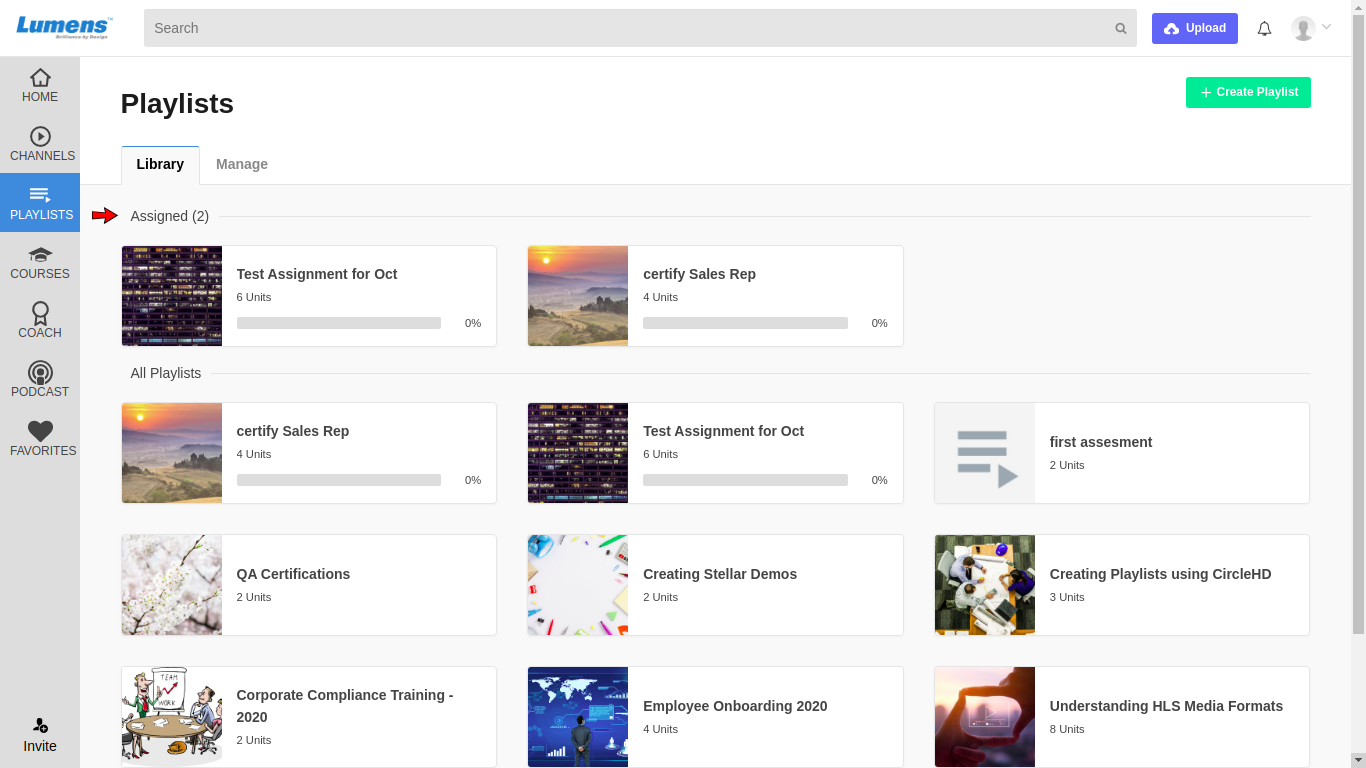 Lumens™
Brilliance by Design
Search
Upload
HOME
CHANNELS
PLAYLISTS
COURSES
COACH
PODCAST
FAVORITES
Invite
Playlists
Create Playlist
Library
Manage
Assigned (2)
Test Assignment for Oct
6 Units
0%
certify Sales Rep
4 Units
0%
All Playlists
certify Sales Rep
4 Units
0%
Test Assignment for Oct
6 Units
0%
first assesment
2 Units
QA Certifications
2 Units
Creating Stellar Demos
2 Units
Creating Playlists using CircleHD
3 Units
TEAM
WORK
Corporate Compliance Training -
2020
2 Units
Employee Onboarding 2020
4 Units
Understanding HLS Media Formats
8 Units